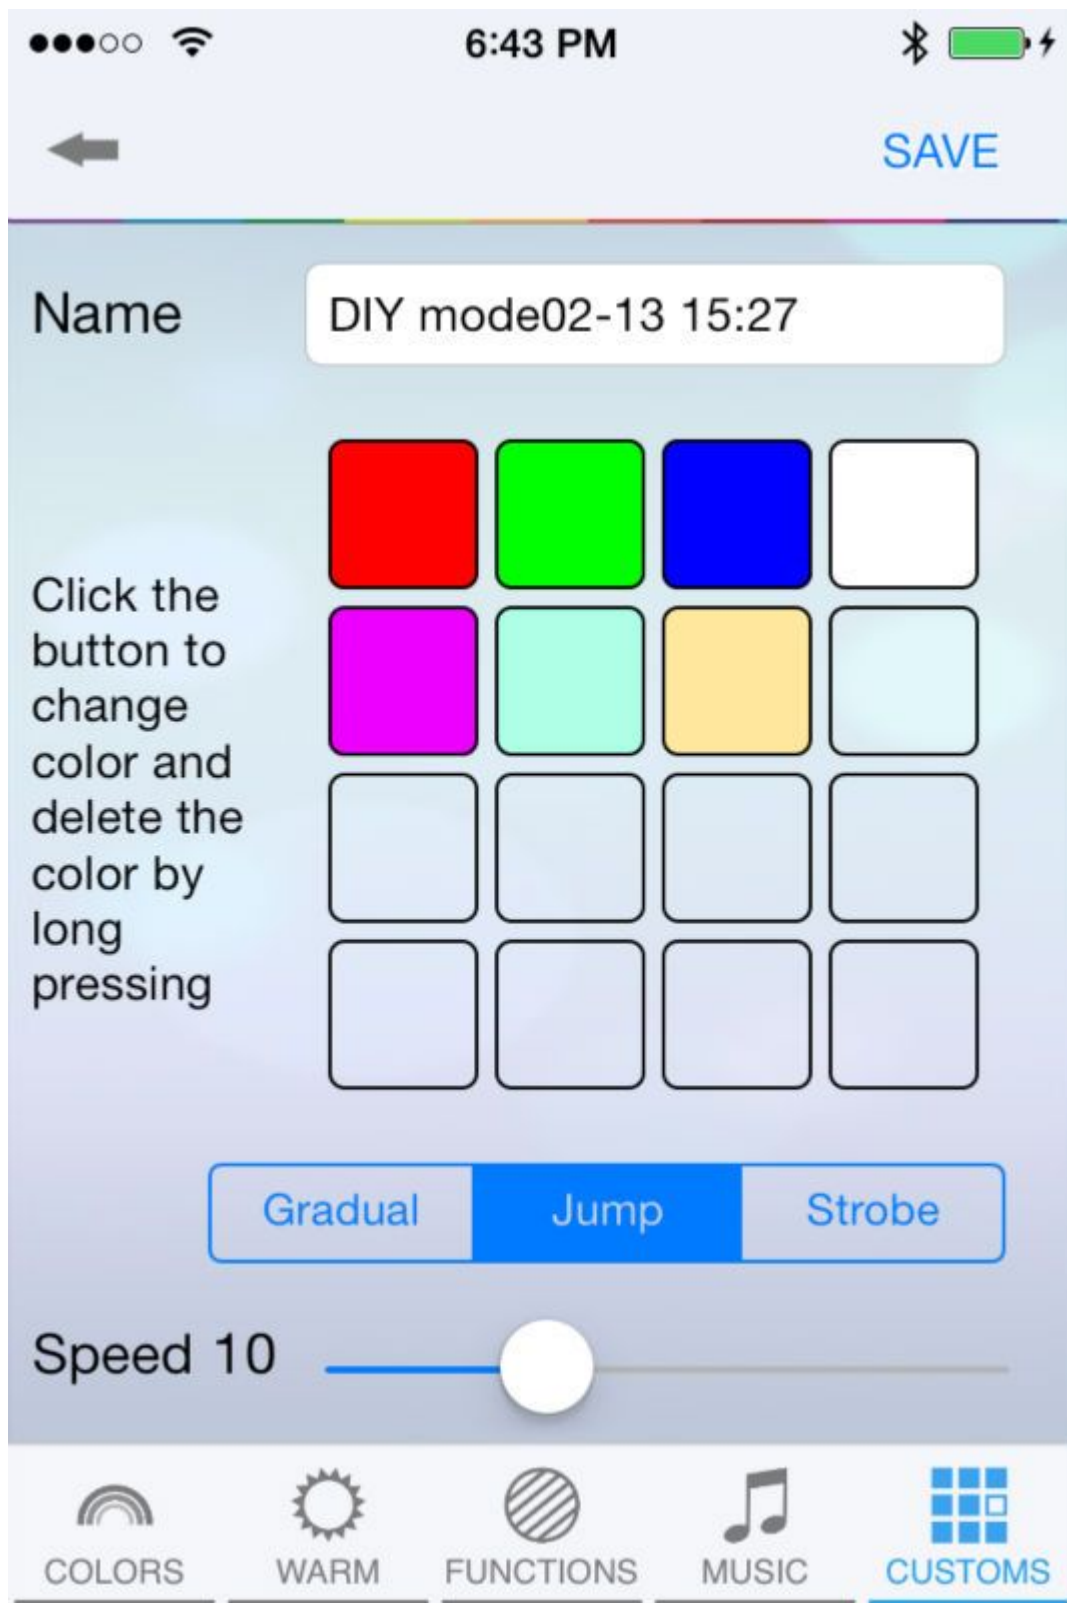 6:43 PM
SAVE
Name
DIY mode02-13 15:27
Click the
button to
change
color and
delete the
color by
long
pressing
Gradual Jump Strobe
Speed 10
COLORS WARM FUNCTIONS MUSIC CUSTOMS